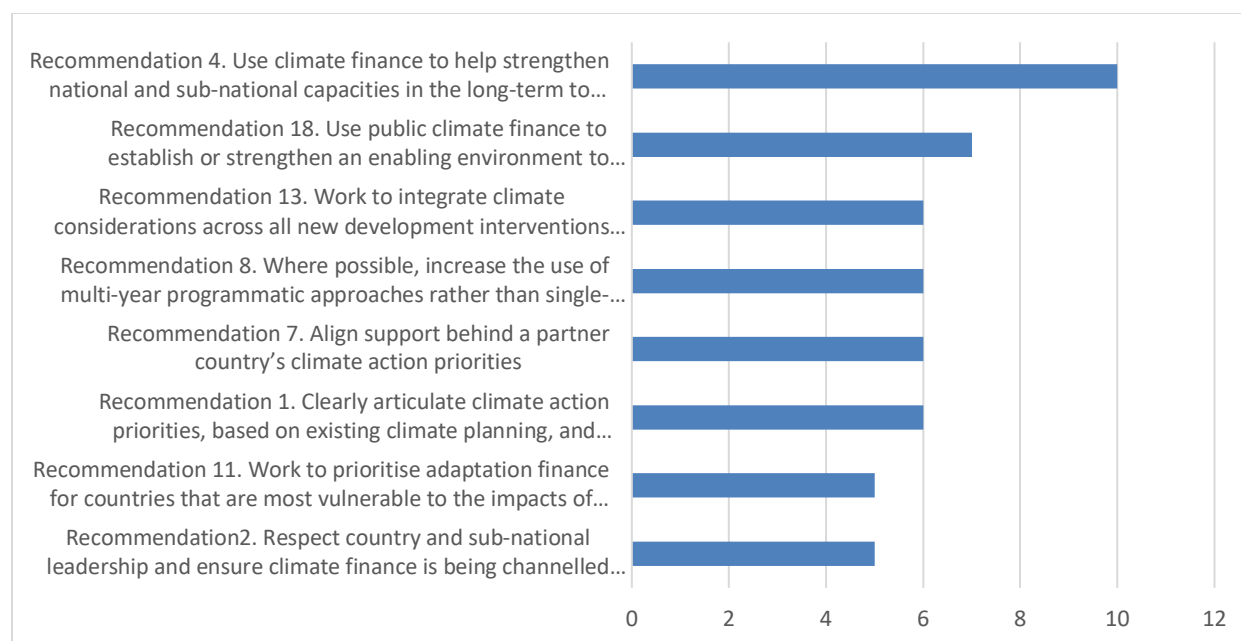 Recommendation 4. Use climate finance to help strengthen
national and sub-national capacities in the long-term to…
Recommendation 18. Use public climate finance to
establish or strengthen an enabling environment to…
Recommendation 13. Work to integrate climate
considerations across all new development interventions…
Recommendation 8. Where possible, increase the use of
multi-year programmatic approaches rather than single-…
Recommendation 7. Align support behind a partner
country’s climate action priorities
Recommendation 1. Clearly articulate climate action
priorities, based on existing climate planning, and…
Recommendation 11. Work to prioritise adaptation finance
for countries that are most vulnerable to the impacts of…
Recommendation2. Respect country and sub-national
leadership and ensure climate finance is being channelled…
0 2 4 6 8 10 12